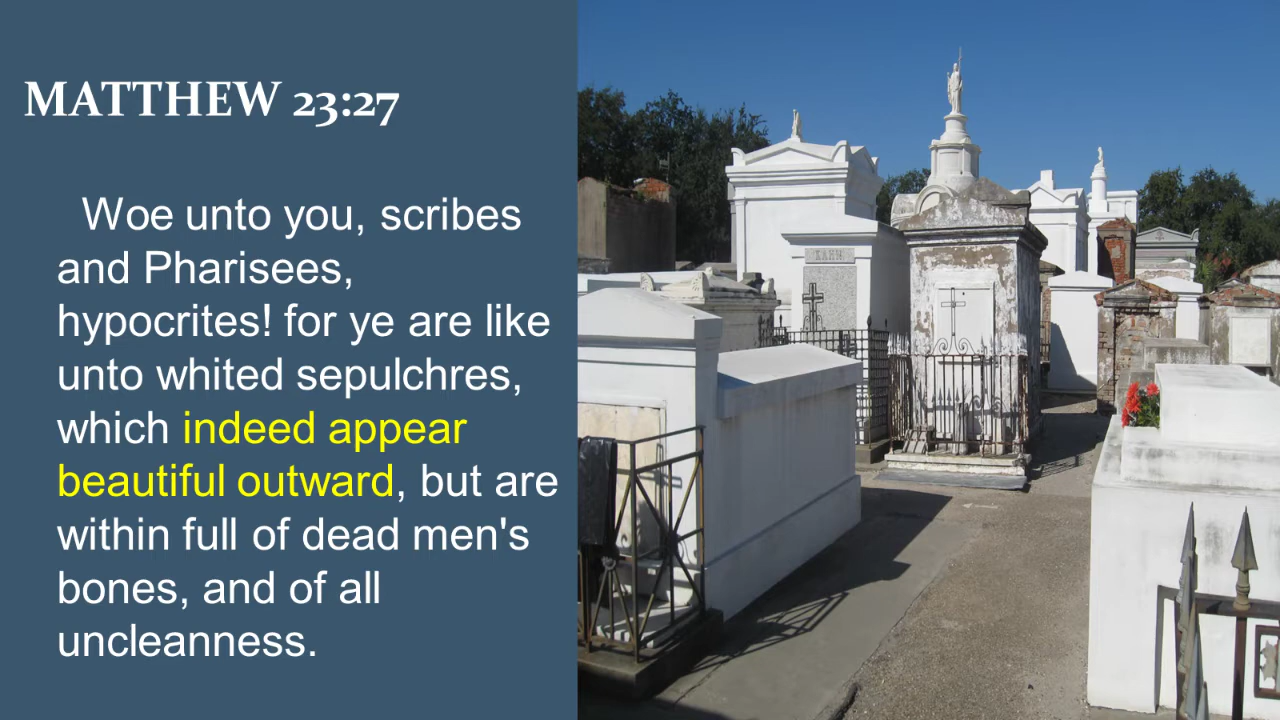 MATTHEW 23:27
Woe unto you, scribes
and Pharisees,
hypocrites! for ye are like
unto whited sepulchres,
which indeed appear
beautiful outward, but are
within full of dead men's
bones, and of all
uncleanness.